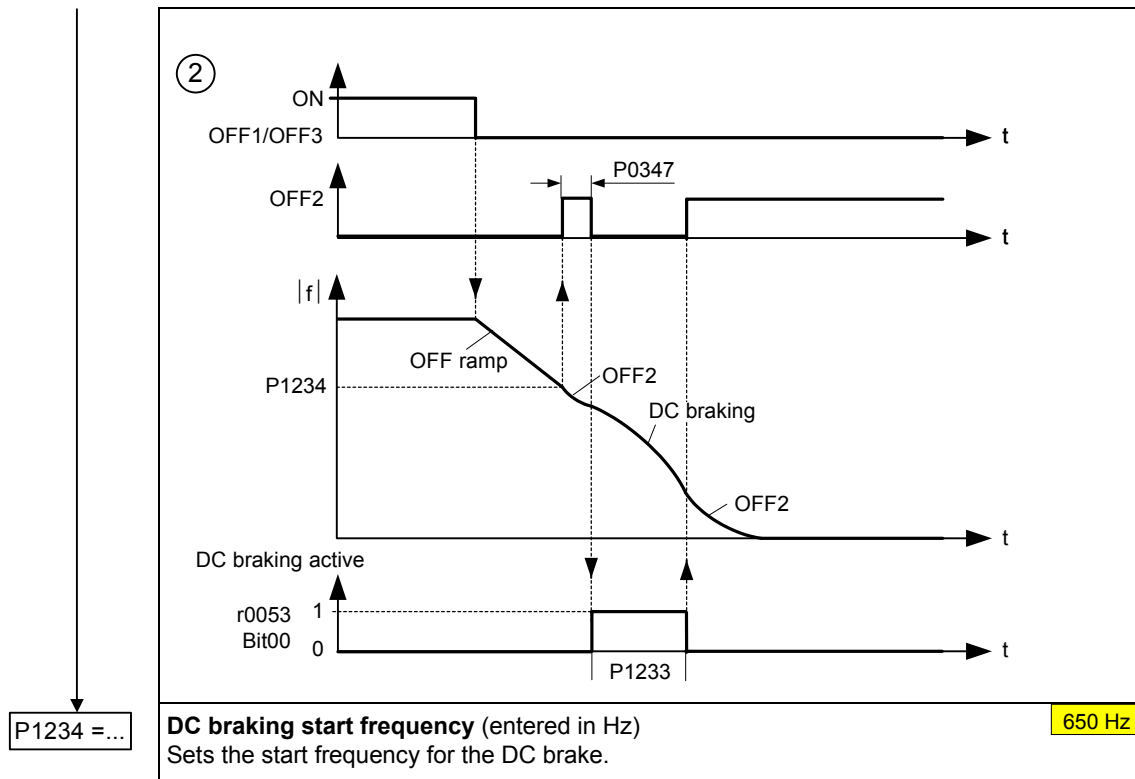 2
ON
OFF1/OFF3
t
P0347
OFF2
t
|f|
OFF ramp
P1234
OFF2
DC braking
OFF2
t
DC braking active
r0053 1
Bit00 0
t
P1233
P1234 =...
DC braking start frequency (entered in Hz)
650 Hz
Sets the start frequency for the DC brake.